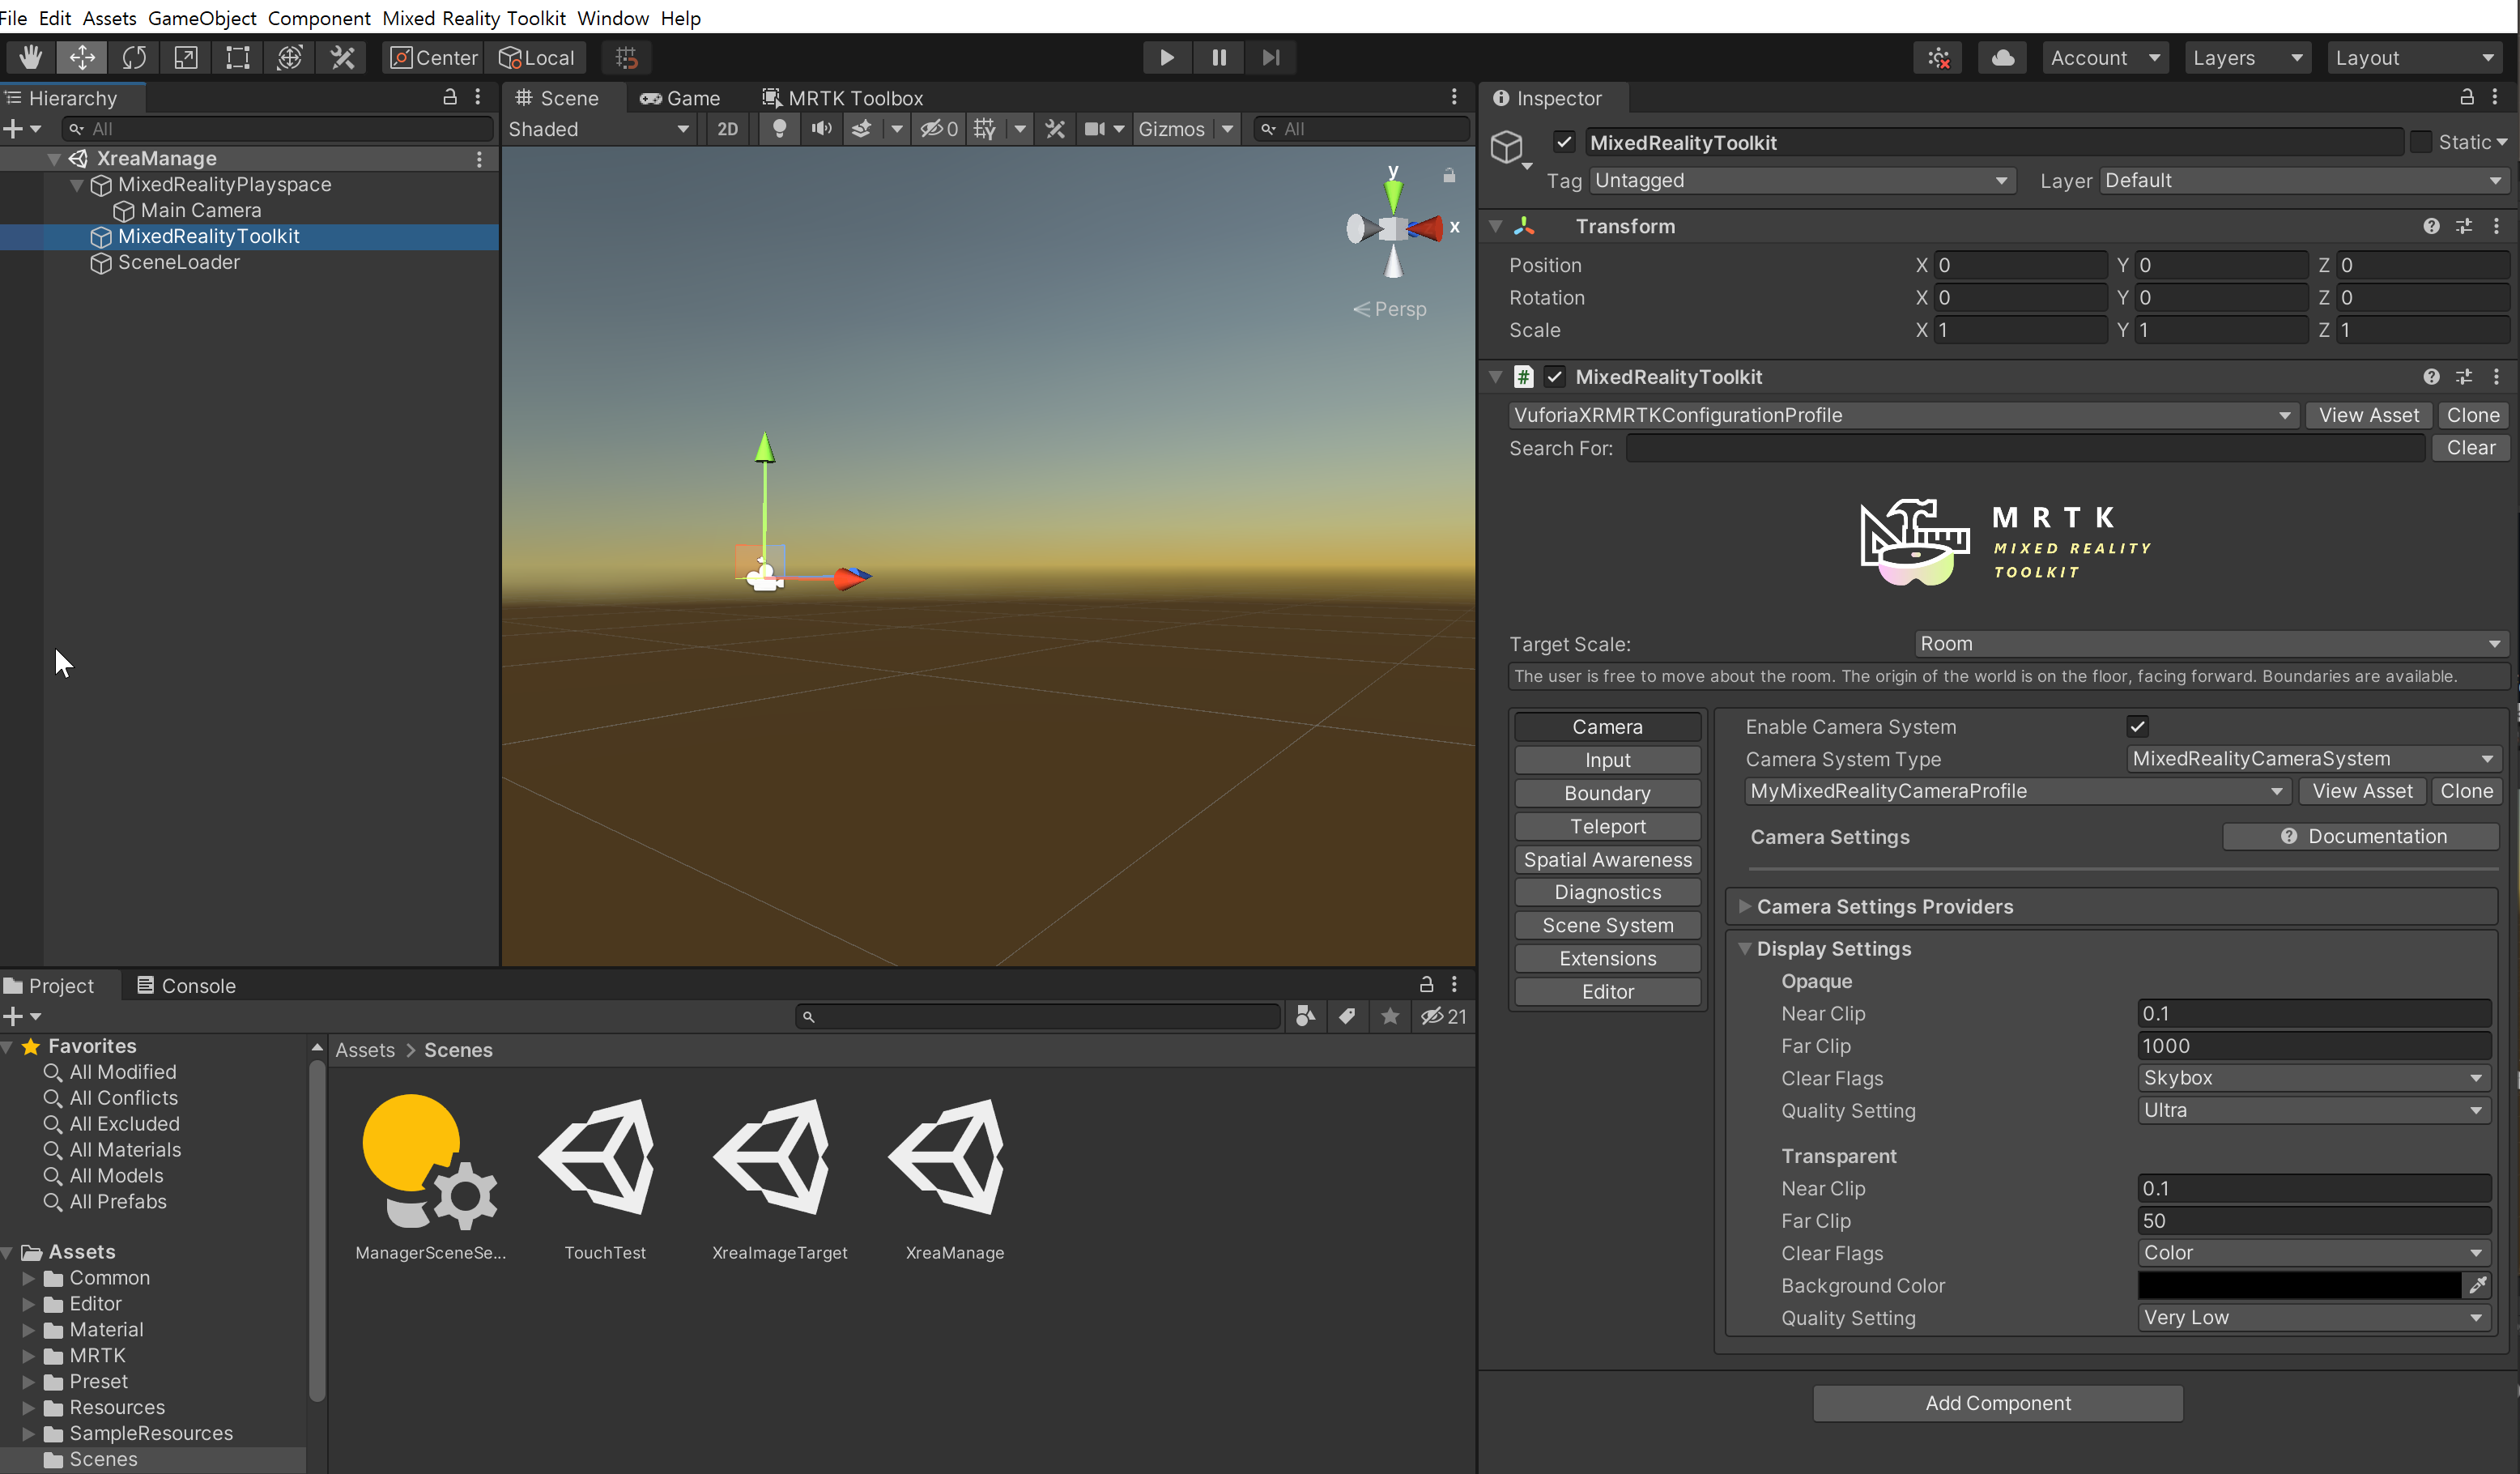 File Edit Assets GameObject Component Mixed Reality Toolkit Window Help
Center Local
Account Layers Layout
Hierarchy
All
XreaManage
MixedRealityPlayspace
Main Camera
MixedRealityToolkit
SceneLoader
Scene Game MRTK Toolbox
Shaded 2D 0 Gizmos All
y
x
Persp
Inspector
MixedRealityToolkit Static
Tag Untagged Layer Default
Transform
Position X 0 Y 0 Z 0
Rotation X 0 Y 0 Z 0
Scale X 1 Y 1 Z 1
# MixedRealityToolkit
VuforiaXRMRTKConfigurationProfile View Asset Clone
Search For: Clear
MRTK
MIXED REALITY
TOOLKIT
Target Scale: Room
The user is free to move about the room. The origin of the world is on the floor, facing forward. Boundaries are available.
Camera
Input
Boundary
Teleport
Spatial Awareness
Diagnostics
Scene System
Extensions
Editor
Enable Camera System
Camera System Type MixedRealityCameraSystem
MyMixedRealityCameraProfile View Asset Clone
Camera Settings Documentation
Camera Settings Providers
Display Settings
Opaque
Near Clip 0.1
Far Clip 1000
Clear Flags Skybox
Quality Setting Ultra
Transparent
Near Clip 0.1
Far Clip 50
Clear Flags Color
Background Color
Quality Setting Very Low
Add Component
Project Console
21
Favorites
All Modified
All Conflicts
All Excluded
All Materials
All Models
All Prefabs
Assets
Common
Editor
Material
MRTK
Preset
Resources
SampleResources
Scenes
Assets > Scenes
ManagerSceneSe...
TouchTest
XreaImageTarget
XreaManage